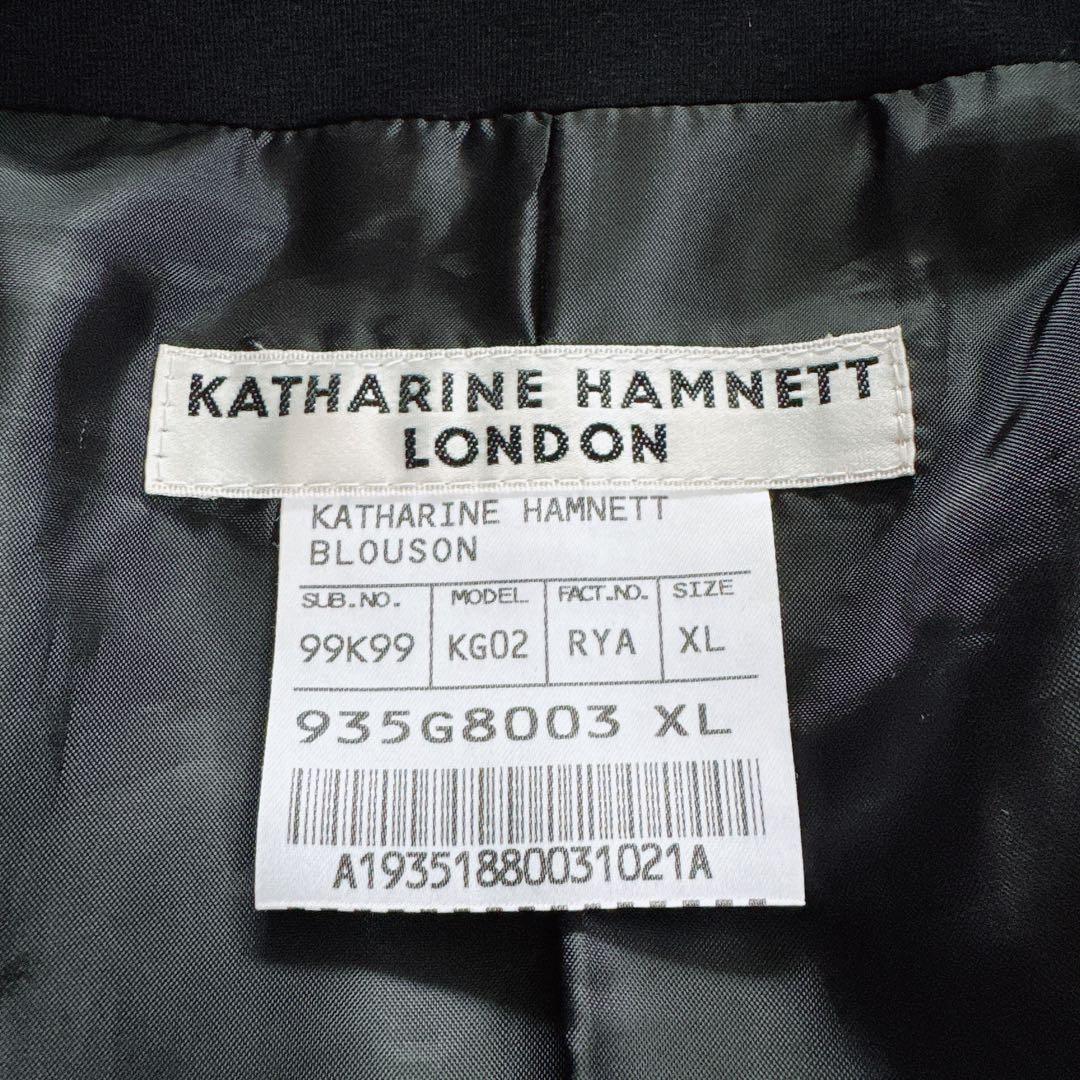 KATHARINE HAMNETT
LONDON
KATHARINE HAMNETT
BLOUSON
SUB.NO. MODEL FACT.NO. SIZE
99K99 KG02 RYA XL
935G8003 XL
A19351880031021A